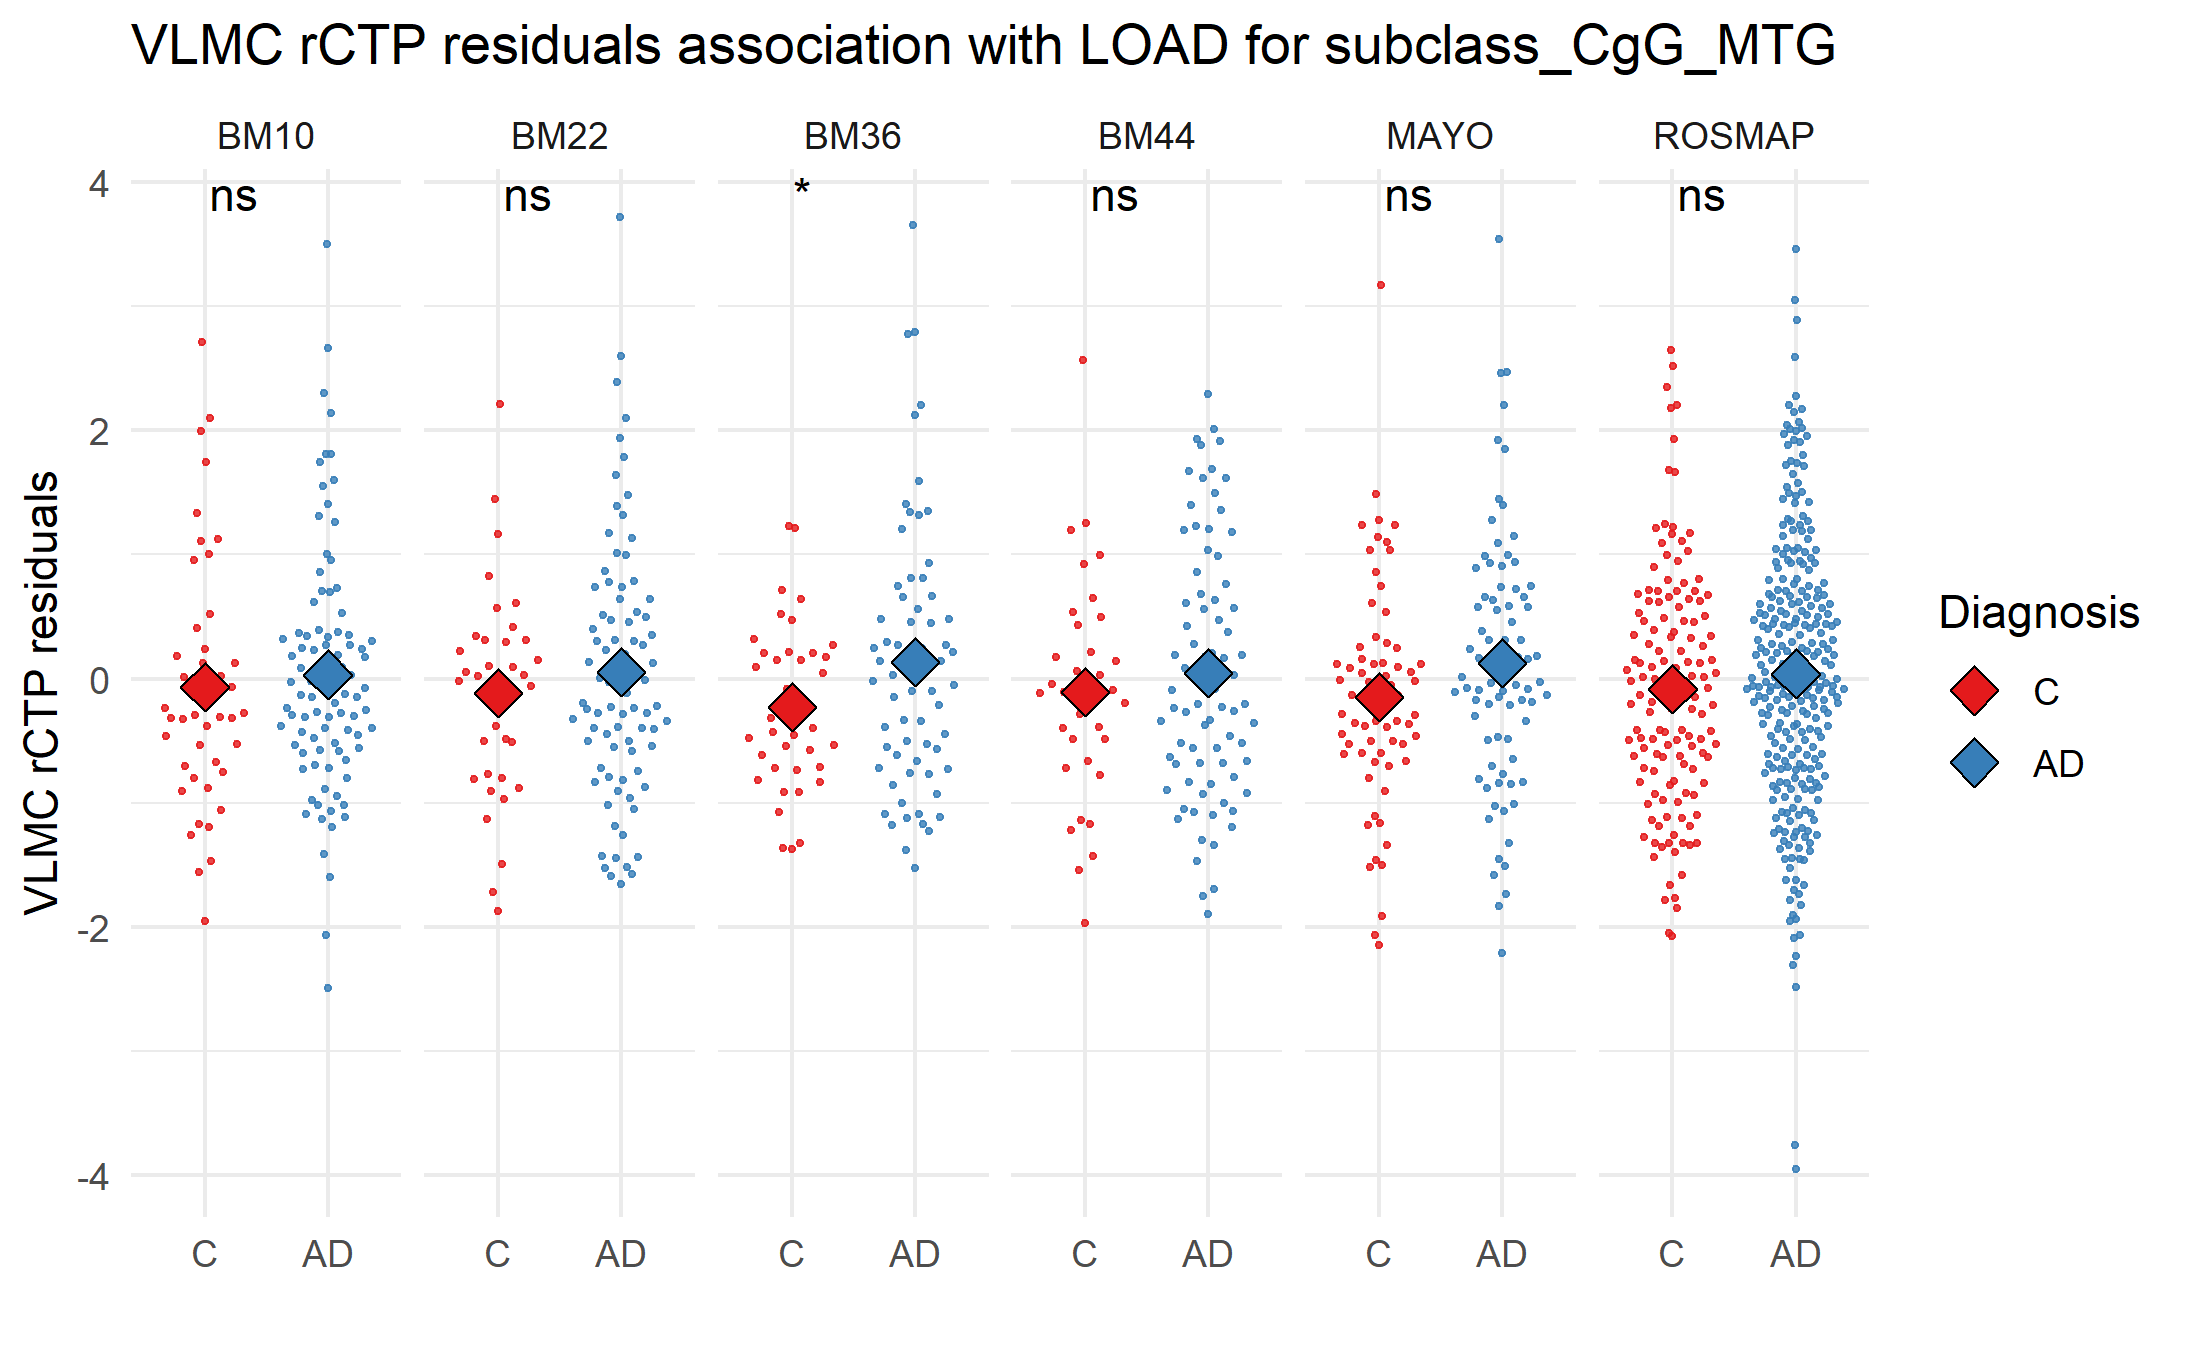 VLMC rCTP residuals association with LOAD for subclass_CgG_MTG
BM10 BM22 BM36 BM44 MAYO ROSMAP
ns ns * ns ns ns
4
2
0
-2
-4
VLMC rCTP residuals
C AD C AD C AD C AD C AD C AD
Diagnosis
C
AD